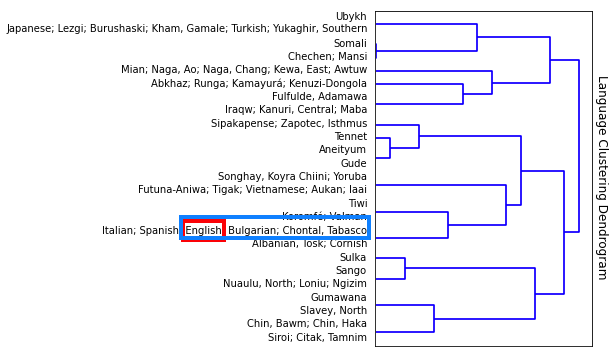 Ubykh
Japanese; Lezgi; Burushaski; Kham, Gamale; Turkish; Yukaghir, Southern
Somali
Chechen; Mansi
Mian; Naga, Ao; Naga, Chang; Kewa, East; Awtuw
Abkhaz; Runga; Kamayurá; Kenuzi-Dongola
Fulfulde, Adamawa
Iraqw; Kanuri, Central; Maba
Sipakapense; Zapotec, Isthmus
Tennet
Aneityum
Gude
Songhay, Koyra Chiini; Yoruba
Futuna-Aniwa; Tigak; Vietnamese; Aukan; Iaai
Tiwi
Koromfé; Valman
Italian; Spanish; English; Bulgarian; Chontal, Tabasco
Albanian, Tosk; Cornish
Sulka
Sango
Nuaulu, North; Loniu; Ngizim
Gumawana
Slavey, North
Chin, Bawm; Chin, Haka
Siroi; Citak, Tamnim
Language Clustering Dendrogram